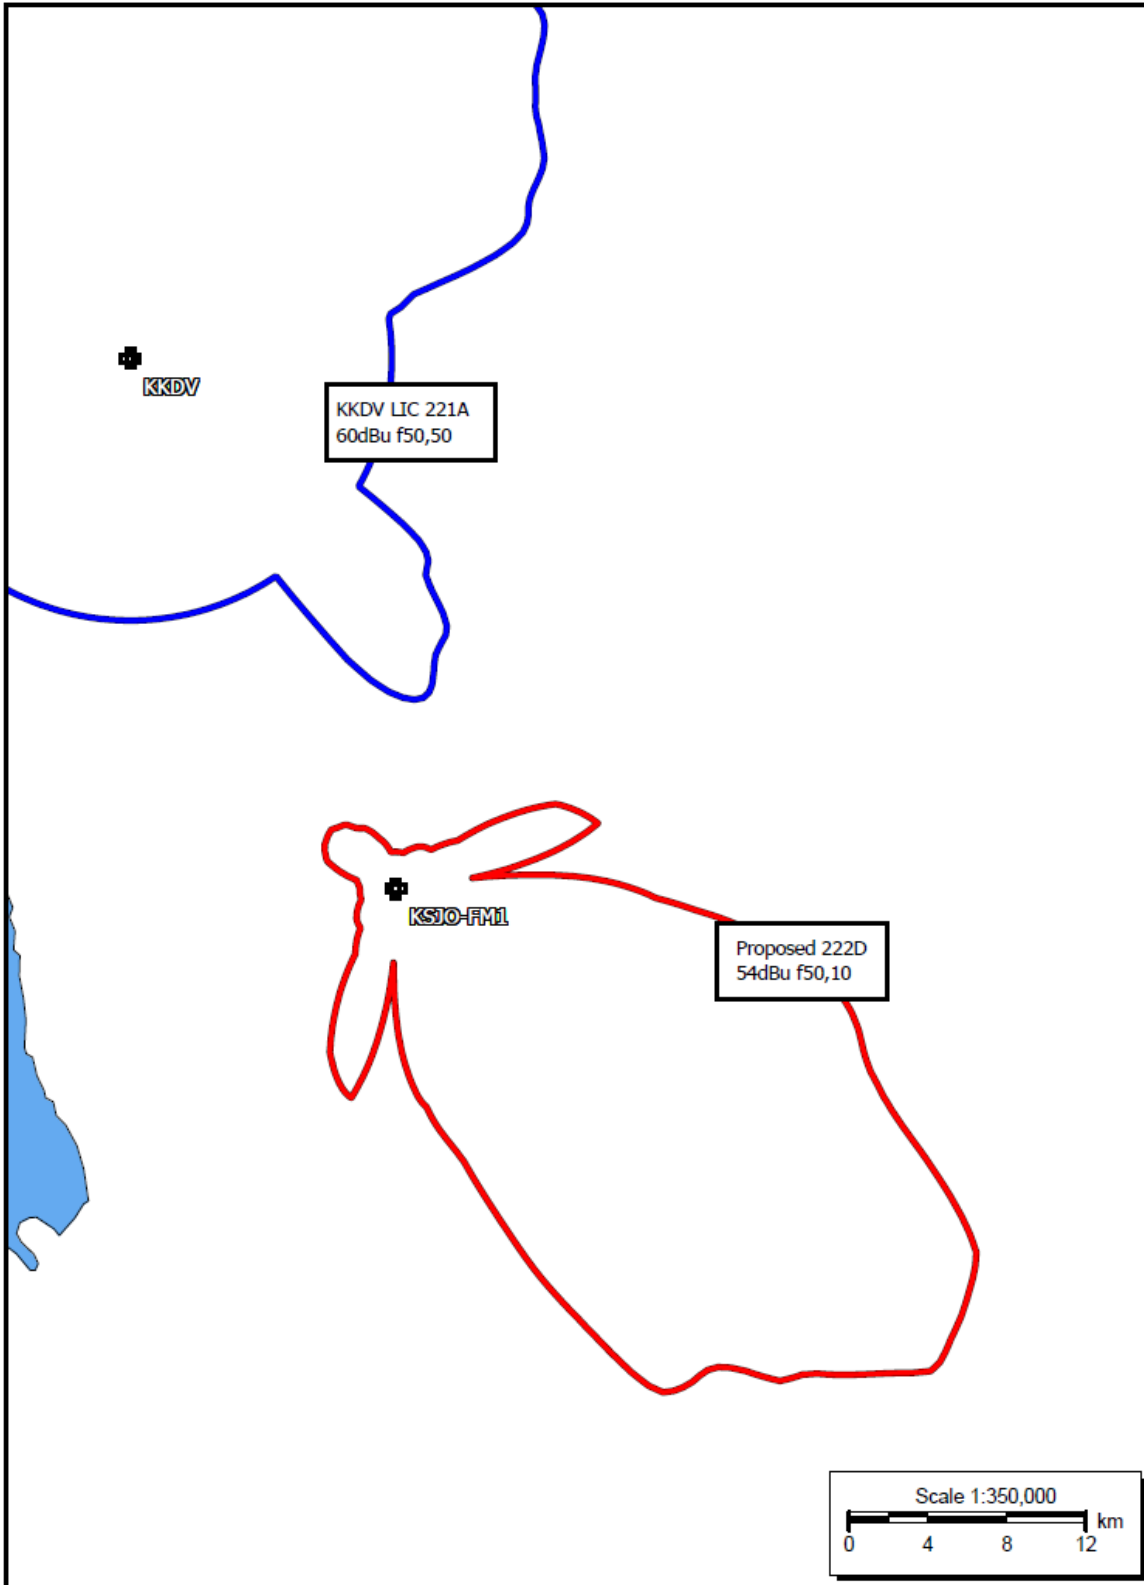 KKDV
KKDV LIC 221A
60dBu f50,50
KSJO-FM1
Proposed 222D
54dBu f50,10
Scale 1:350,000
km
0 4 8 12